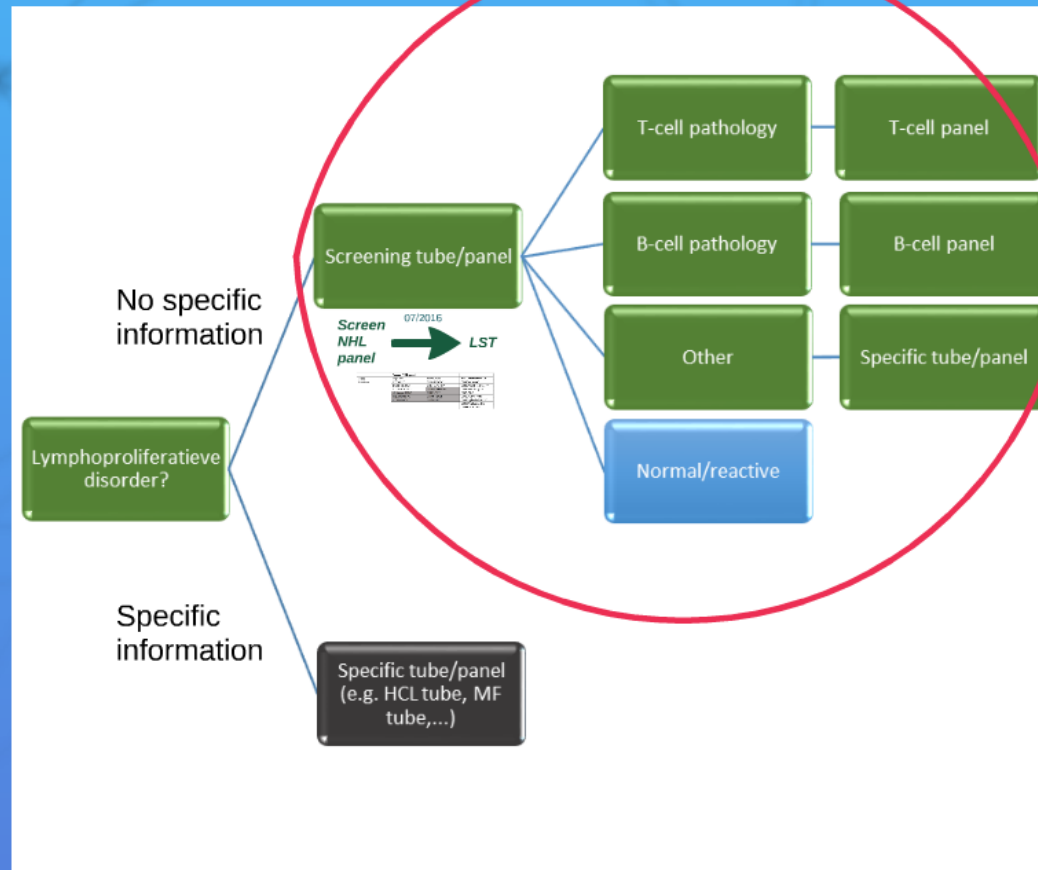 T-cell pathology
T-cell panel
Screening tube/panel
B-cell pathology
B-cell panel
No specific
information
07/2016
Screen
NHL
panel
LST
Other
Specific tube/panel
Lymphoproliferatieve
disorder?
Normal/reactive
Specific
information
Specific tube/panel
(e.g. HCL tube, MF
tube,...)